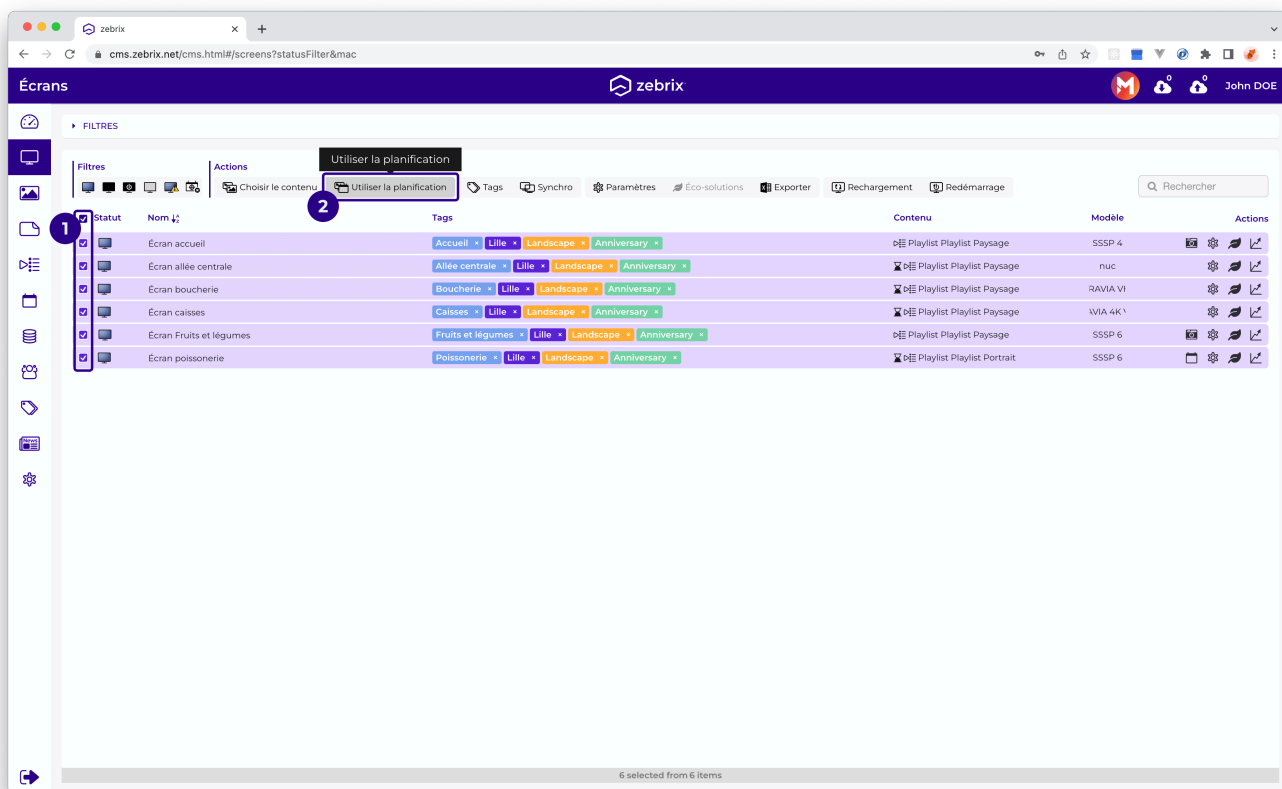 zebrix
cms.zebrix.net/cms.html#/screens?statusFilter&mac
Écrans
zebrix
John DOE
FILTRES
Utiliser la planification
Filtres
Actions
Choisir le contenu
Utiliser la planification
Tags
Synchro
Paramètres
Éco-solutions
Exporter
Rechargement
Redémarrage
Rechercher
1
2
Statut Nom Tags Contenu Modèle Actions
Écran accueil Accueil × Lille × Landscape × Anniversary × Playlist Playlist Paysage SSSP 4
Écran allée centrale Allée centrale × Lille × Landscape × Anniversary × Playlist Playlist Paysage nuc
Écran boucherie Boucherie × Lille × Landscape × Anniversary × Playlist Playlist Paysage RAVIA
Écran caisses Caisses × Lille × Landscape × Anniversary × Playlist Playlist Paysage 4K
Écran Fruits et légumes Fruits et légumes × Lille × Landscape × Anniversary × Playlist Playlist Paysage SSSP 6
Écran poissonerie Poissonerie × Lille × Landscape × Anniversary × Playlist Playlist Portrait SSSP 6
News
6 selected from 6 items